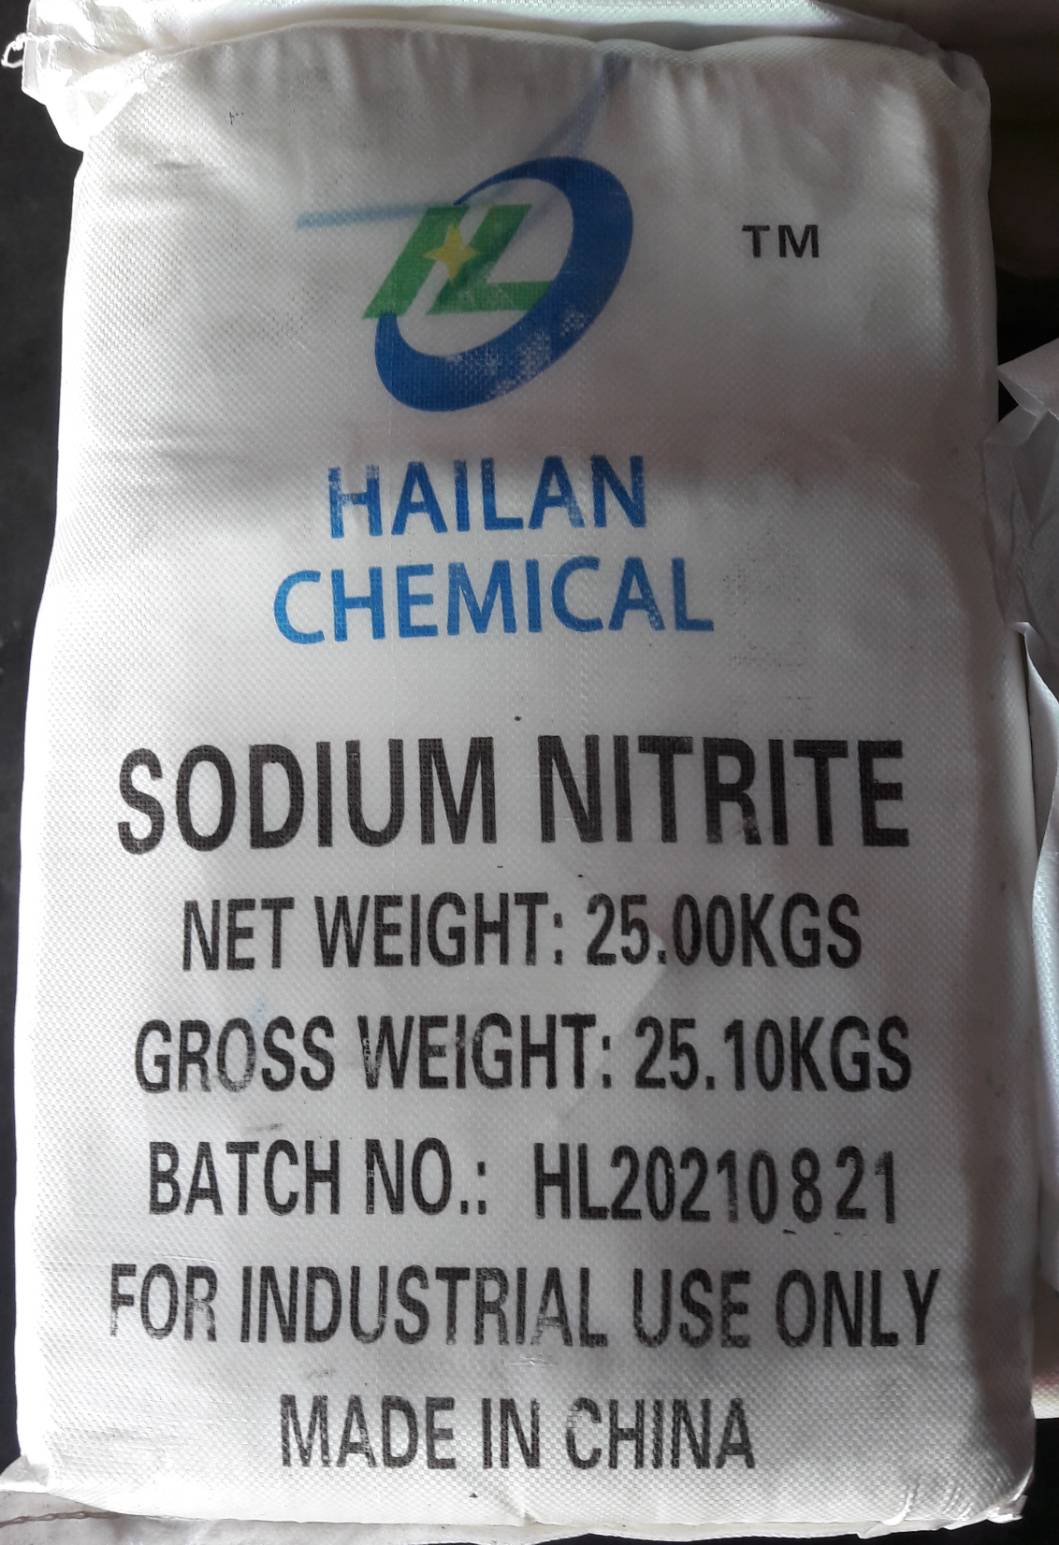 HL
TM
HAILAN
CHEMICAL
SODIUM NITRITE
NET WEIGHT: 25.00KGS
GROSS WEIGHT: 25.10KGS
BATCH NO.: HL20210821
FOR INDUSTRIAL USE ONLY
MADE IN CHINA